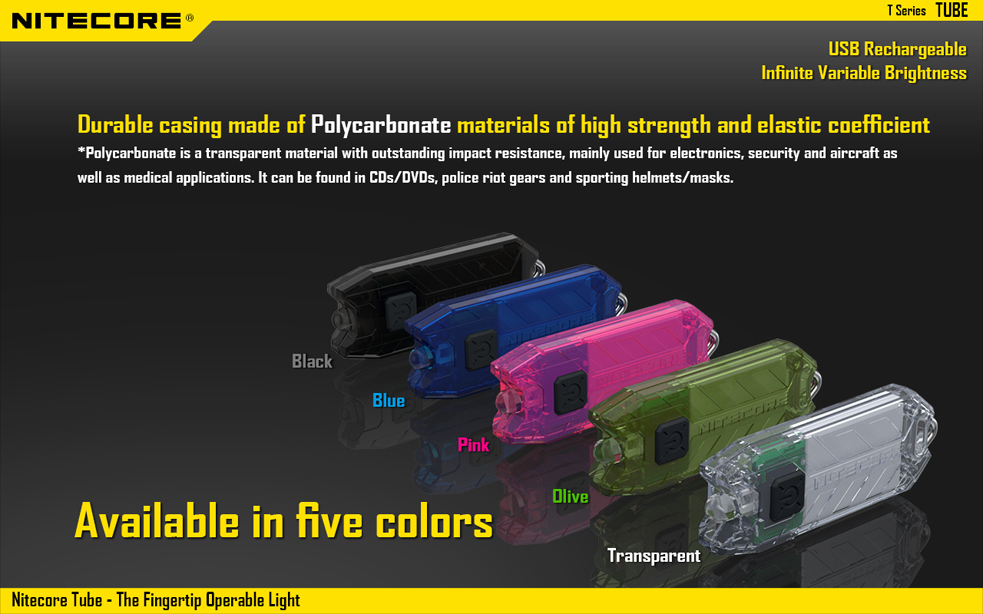 NITECORE®
T Series TUBE
USB Rechargeable
Infinite Variable Brightness
Durable casing made of Polycarbonate materials of high strength and elastic coefficient
*Polycarbonate is a transparent material with outstanding impact resistance, mainly used for electronics, security and aircraft as
well as medical applications. It can be found in CDs/DVDs, police riot gears and sporting helmets/masks.
Black
Blue
Pink
Olive
NITECORE
NITECORE
Transparent
Available in five colors
Nitecore Tube - The Fingertip Operable Light